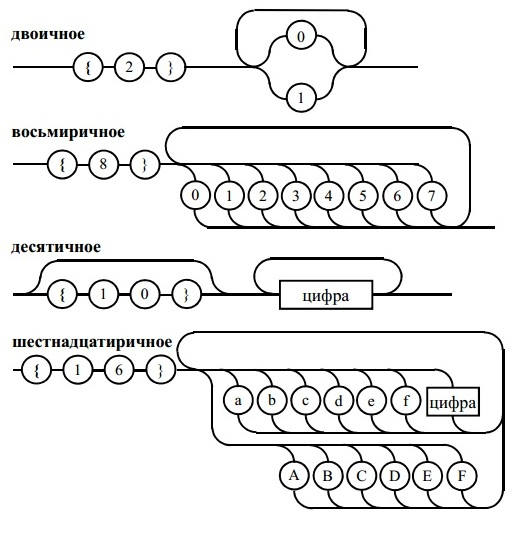 двоичное
{ 2 } 0
1
восьмиричное
{ 8 }
0 1 2 3 4 5 6 7
десятичное
{ 1 0 } цифра
шестнадцатиричное
{ 1 6 }
a b c d e f цифра
A B C D E F